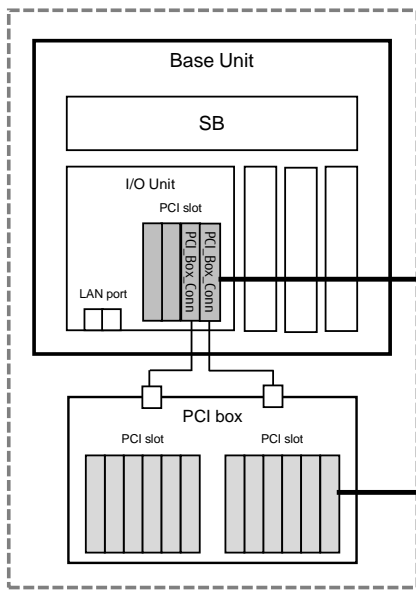 Base Unit
SB
I/O Unit
PCI slot
PCI_Box_Conn
PCI_Box_Conn
LAN port
PCI box
PCI slot
PCI slot